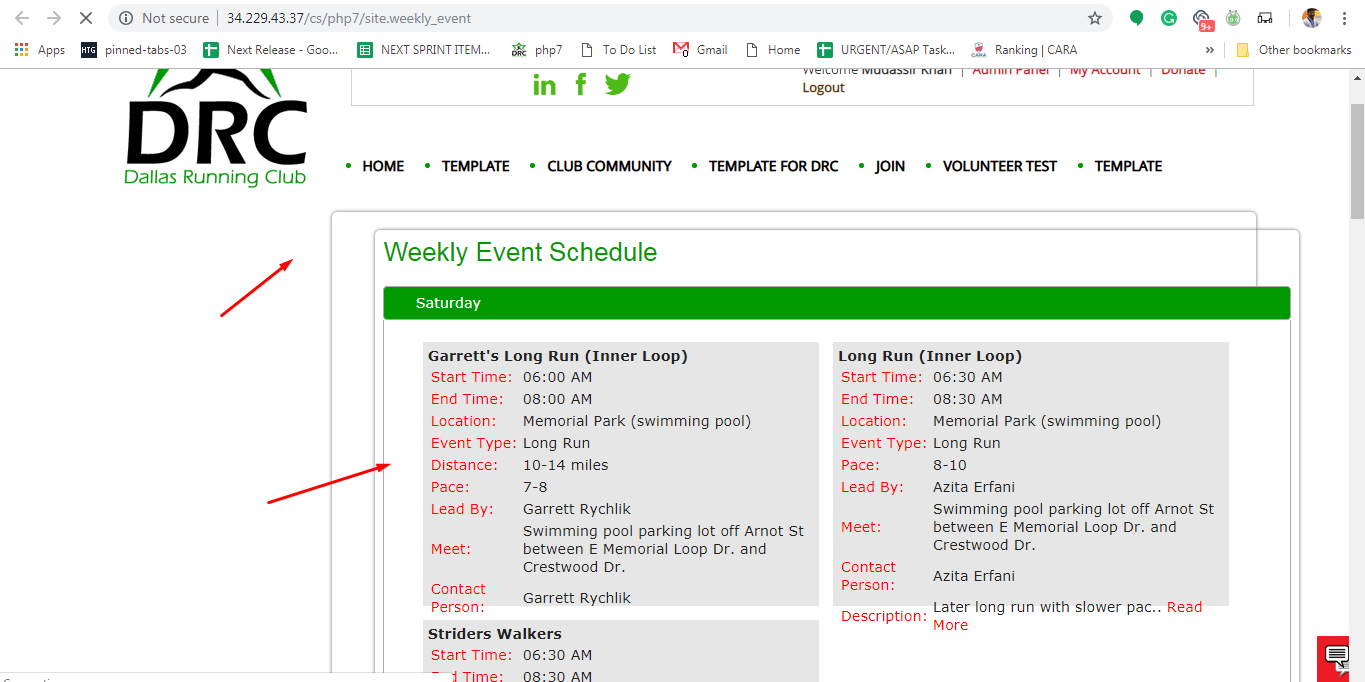 Not secure | 34.229.43.37/cs/php7/site.weekly_event
9+
Apps HTG pinned-tabs-03 Next Release - Goo... NEXT SPRINT ITEM... DRC php7 To Do List Gmail Home URGENT/ASAP Task... CARA Ranking | CARA » Other bookmarks
Welcome Mudassir Khan | Admin Panel | My Account | Donate |
Logout
in f
DRC
Dallas Running Club
HOME TEMPLATE CLUB COMMUNITY TEMPLATE FOR DRC JOIN VOLUNTEER TEST TEMPLATE
Weekly Event Schedule
Saturday
Garrett's Long Run (Inner Loop)
Start Time: 06:00 AM
End Time: 08:00 AM
Location: Memorial Park (swimming pool)
Event Type: Long Run
Distance: 10-14 miles
Pace: 7-8
Lead By: Garrett Rychlik
Meet: Swimming pool parking lot off Arnot St
between E Memorial Loop Dr. and
Crestwood Dr.
Contact
Person: Garrett Rychlik
Long Run (Inner Loop)
Start Time: 06:30 AM
End Time: 08:30 AM
Location: Memorial Park (swimming pool)
Event Type: Long Run
Pace: 8-10
Lead By: Azita Erfani
Meet: Swimming pool parking lot off Arnot St
between E Memorial Loop Dr. and
Crestwood Dr.
Contact
Person: Azita Erfani
Description: Later long run with slower pac.. Read
More
Striders Walkers
Start Time: 06:30 AM
End Time: 08:30 AM